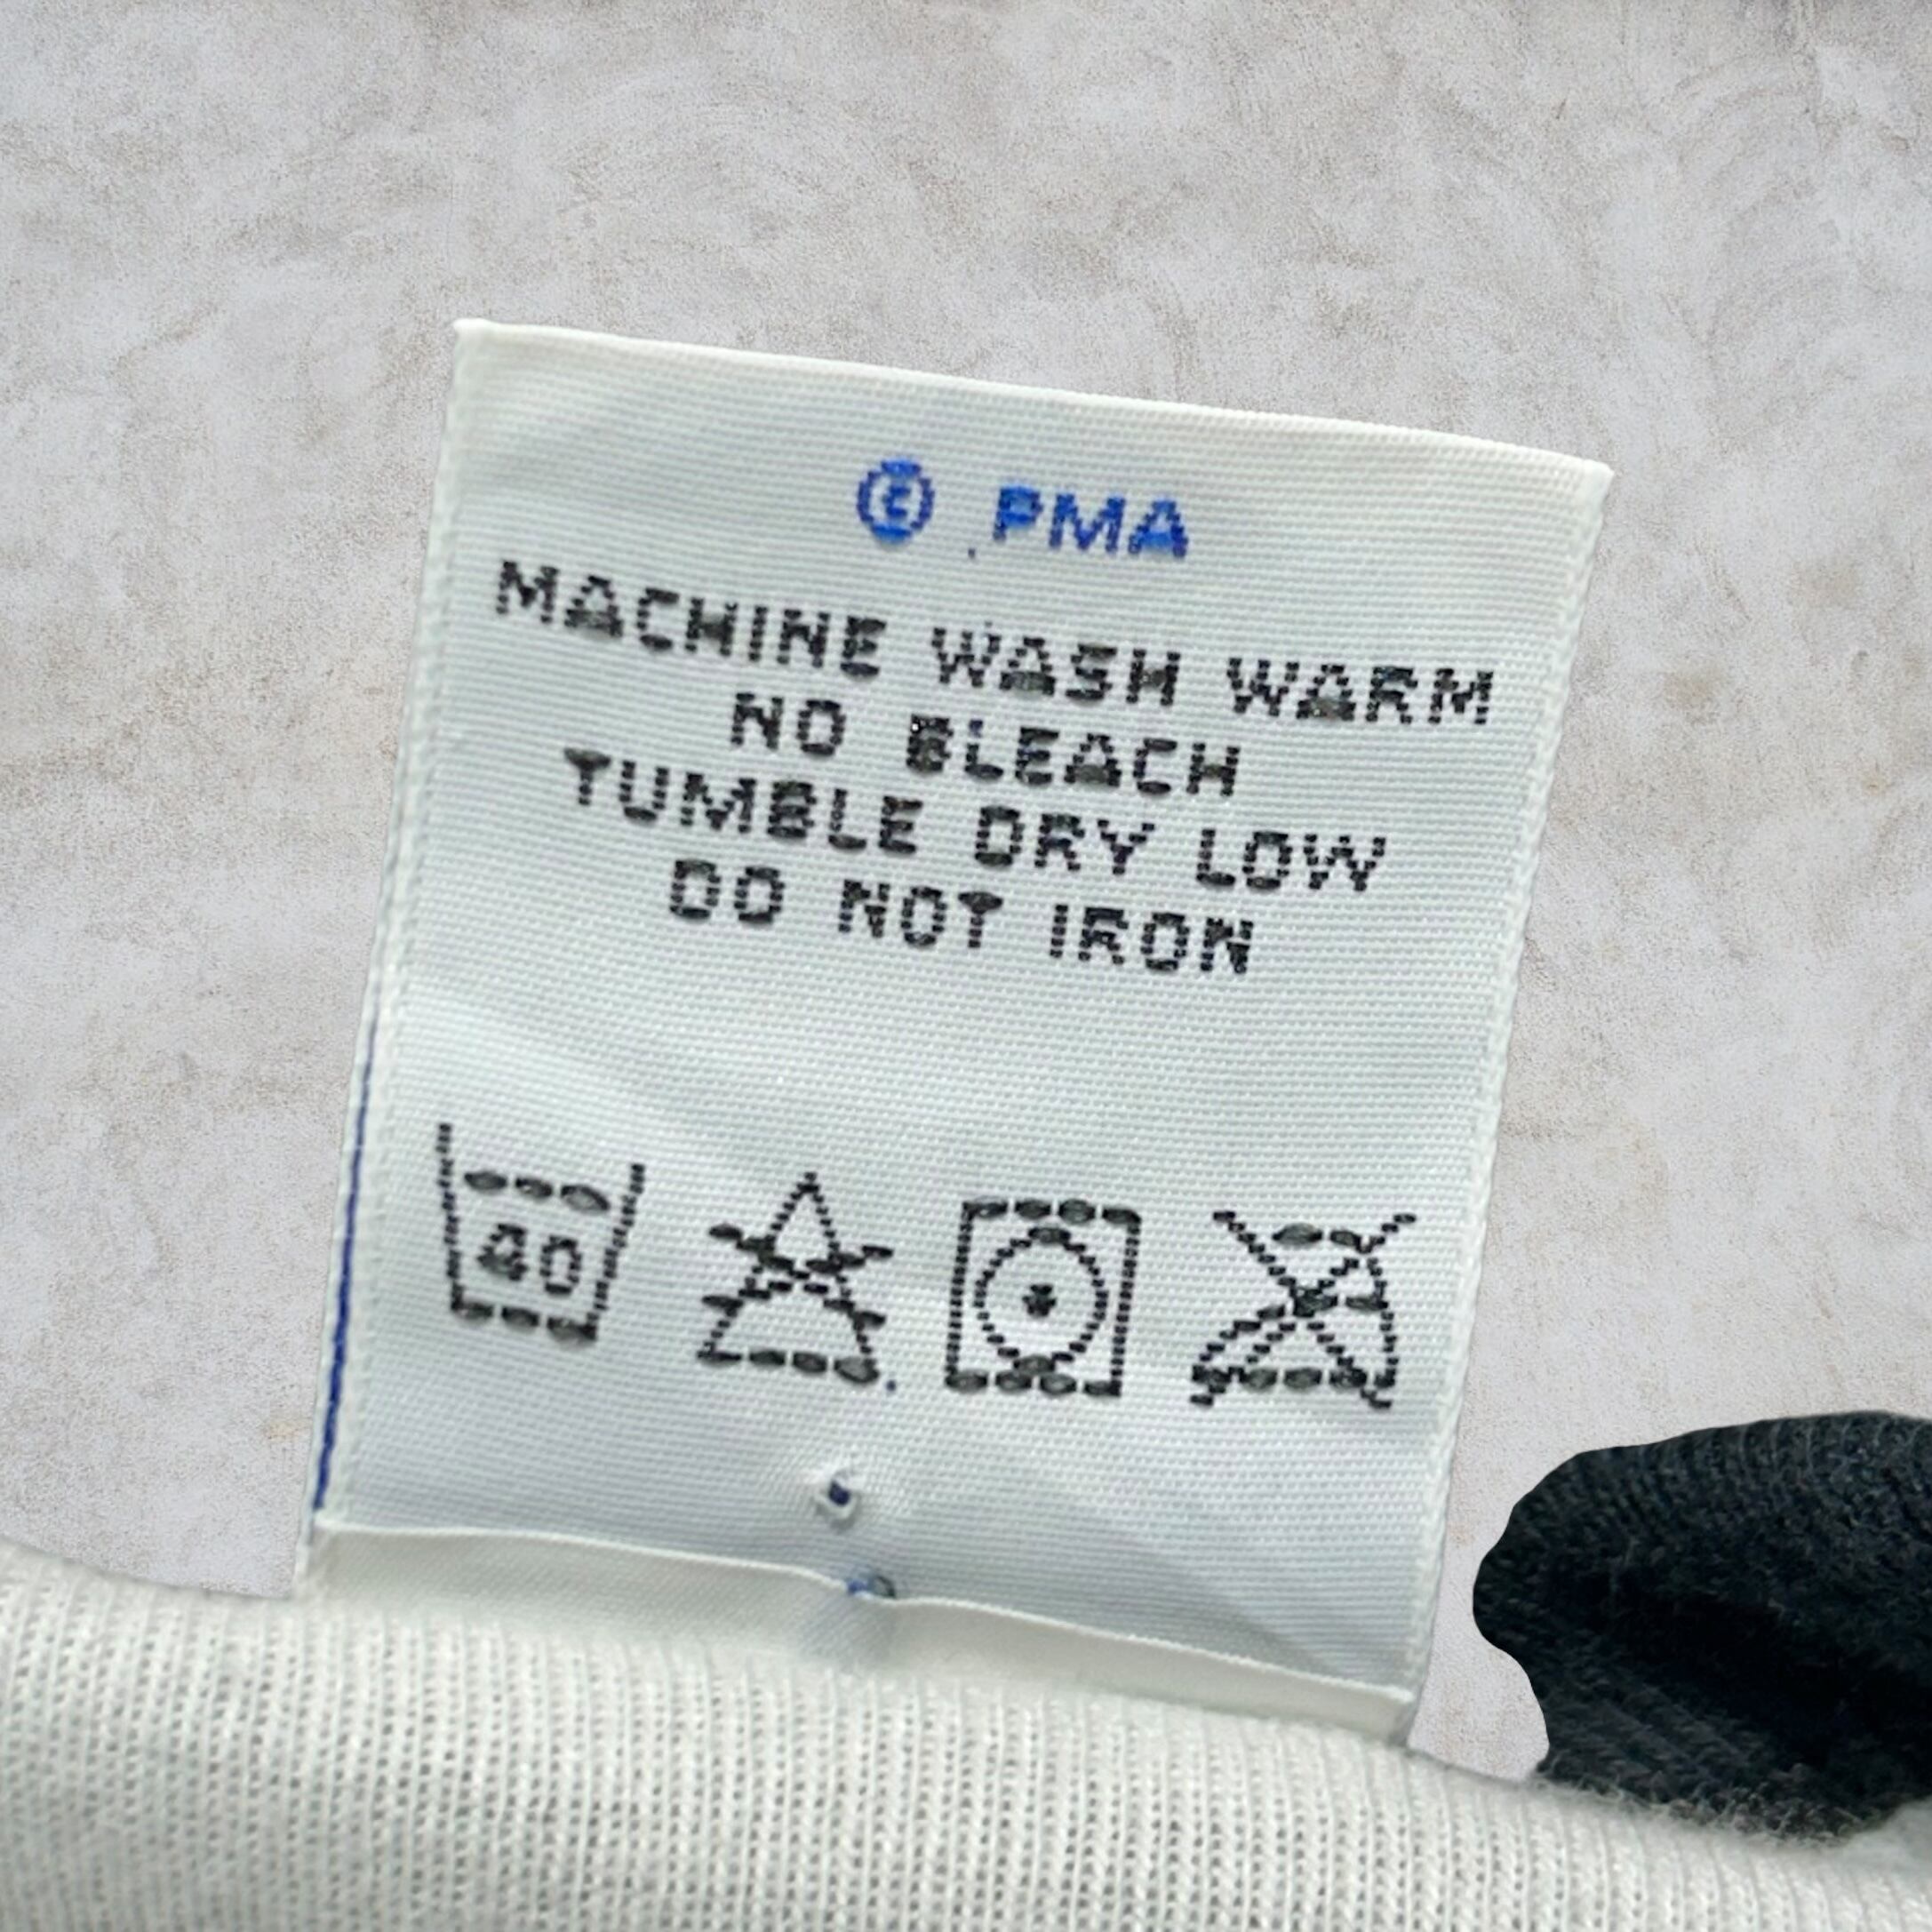 © PMA
MACHINE WASH WARM
NO BLEACH
TUMBLE DRY LOW
DO NOT IRON
40